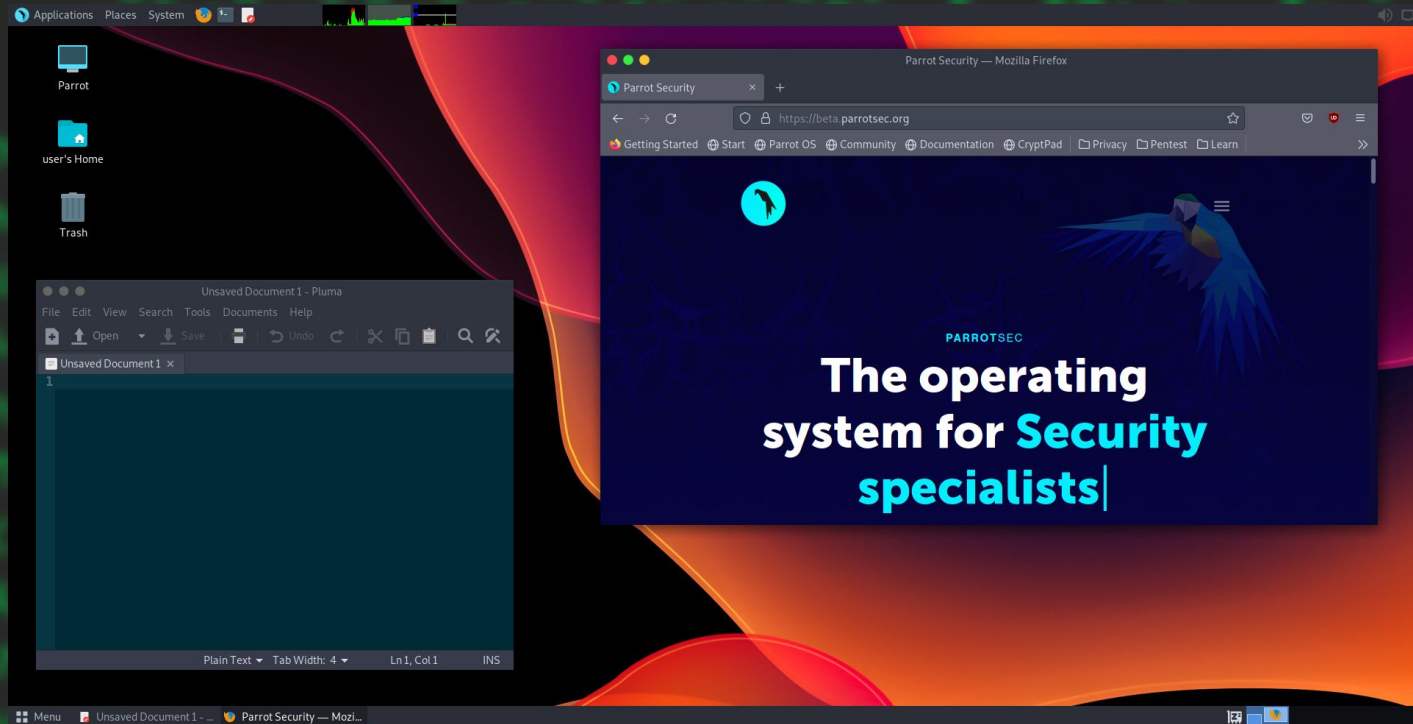 Applications Places System
Parrot
user's Home
Trash
Unsaved Document 1 - Pluma
File Edit View Search Tools Documents Help
Open Save Undo
Unsaved Document 1 ×
1
Plain Text Tab Width: 4 Ln 1, Col 1 INS
Parrot Security — Mozilla Firefox
Parrot Security × +
https://beta.parrotsec.org
Getting Started Start Parrot OS Community Documentation CryptPad Privacy Pentest Learn
PARROTSEC
The operating
system for Security
specialists
Menu Unsaved Document 1 - ... Parrot Security — Mozi...